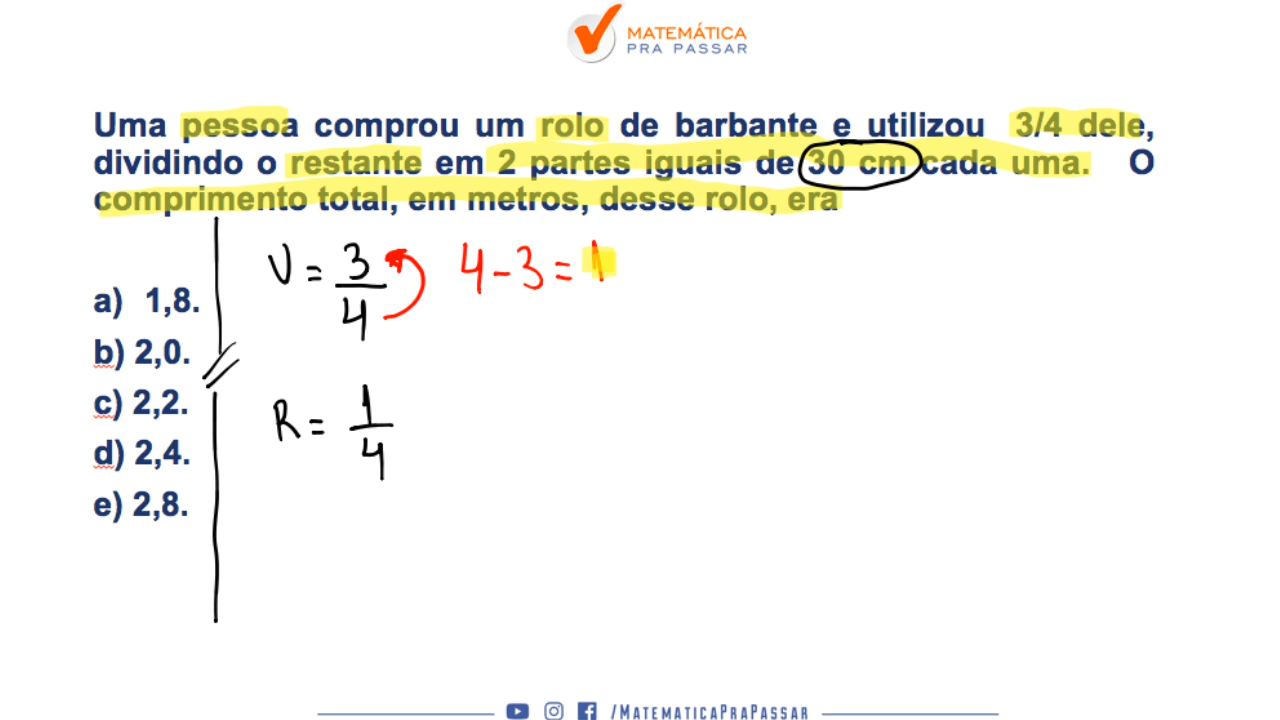 MATEMÁTICA
PRA PASSAR
Uma pessoa comprou um rolo de barbante e utilizou 3/4 dele,
dividindo o restante em 2 partes iguais de 30 cm cada uma. O
comprimento total, em metros, desse rolo, era
a) 1,8.
b) 2,0.
c) 2,2.
d) 2,4.
e) 2,8.
U = 3/4
4 - 3 = 1
R = 1/4
/MATEMATICAPRAPASSAR